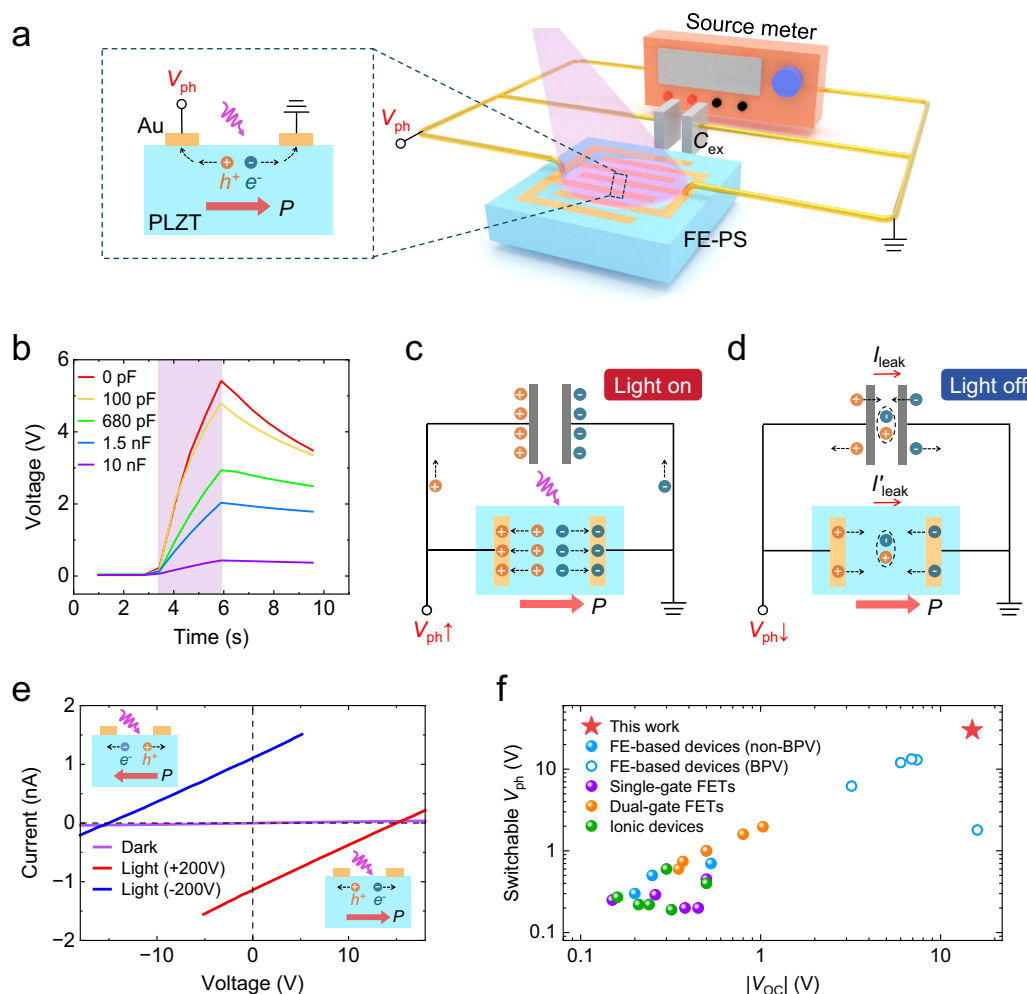 a
Source meter
V_ph
Au
h⁺ e⁻
PLZT
P
V_ph
C_ex
FE-PS
b
6
4
2
0
0 pF
100 pF
680 pF
1.5 nF
10 nF
Voltage (V)
0 2 4 6 8 10
Time (s)
c
Light on
P
V_ph↑
d
I_leak
Light off
I'_leak
P
V_ph↓
e
2
1
0
−1
−2
e⁻ h⁺
P
Dark
Light (+200V)
Light (-200V)
h⁺ e⁻
P
Current (nA)
−10 0 10
Voltage (V)
f
10
1
0.1
This work
FE-based devices (non-BPV)
FE-based devices (BPV)
Single-gate FETs
Dual-gate FETs
Ionic devices
Switchable V_ph (V)
0.1 1 10
|V_OC| (V)